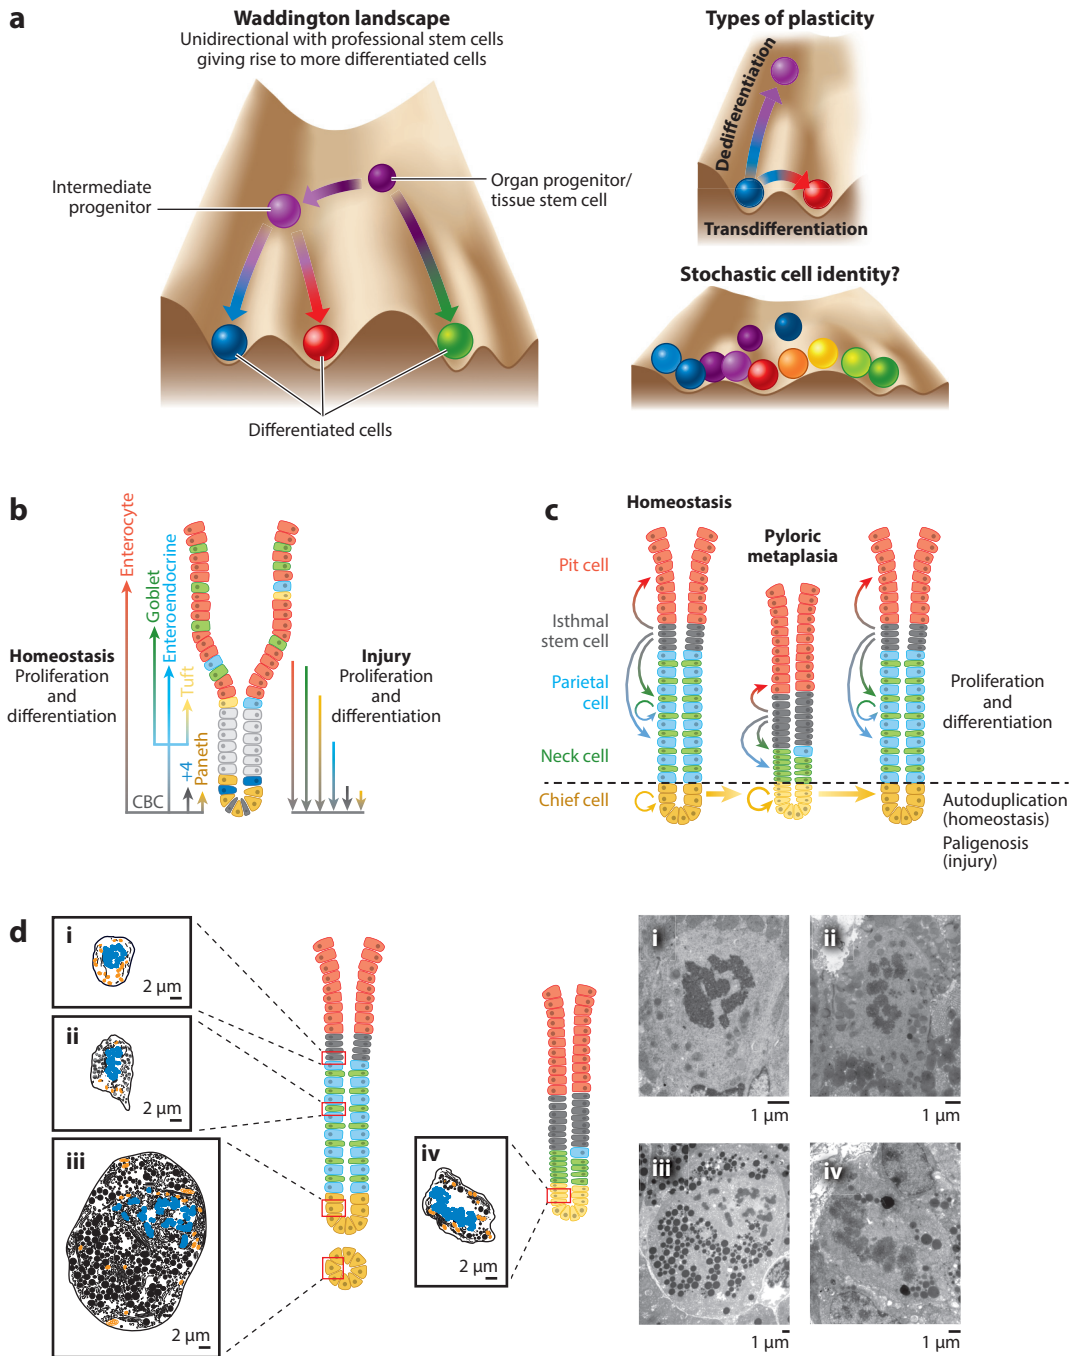 a
Waddington landscape
Unidirectional with professional stem cells
giving rise to more differentiated cells
Intermediate
progenitor
Organ progenitor/
tissue stem cell
Differentiated cells
Types of plasticity
Dedifferentiation
Transdifferentiation
Stochastic cell identity?
b
Homeostasis
Proliferation
and
differentiation
Enterocyte
Goblet
Enteroendocrine
Tuft
+4
Paneth
CBC
Injury
Proliferation
and
differentiation
c
Homeostasis
Pyloric
metaplasia
Pit cell
Isthmal
stem cell
Parietal
cell
Neck cell
Chief cell
Proliferation
and
differentiation
Autoduplication
(homeostasis)
Paligenosis
(injury)
d
i
2 µm
ii
2 µm
iii
2 µm
iv
2 µm
i
1 µm
ii
1 µm
iii
1 µm
iv
1 µm